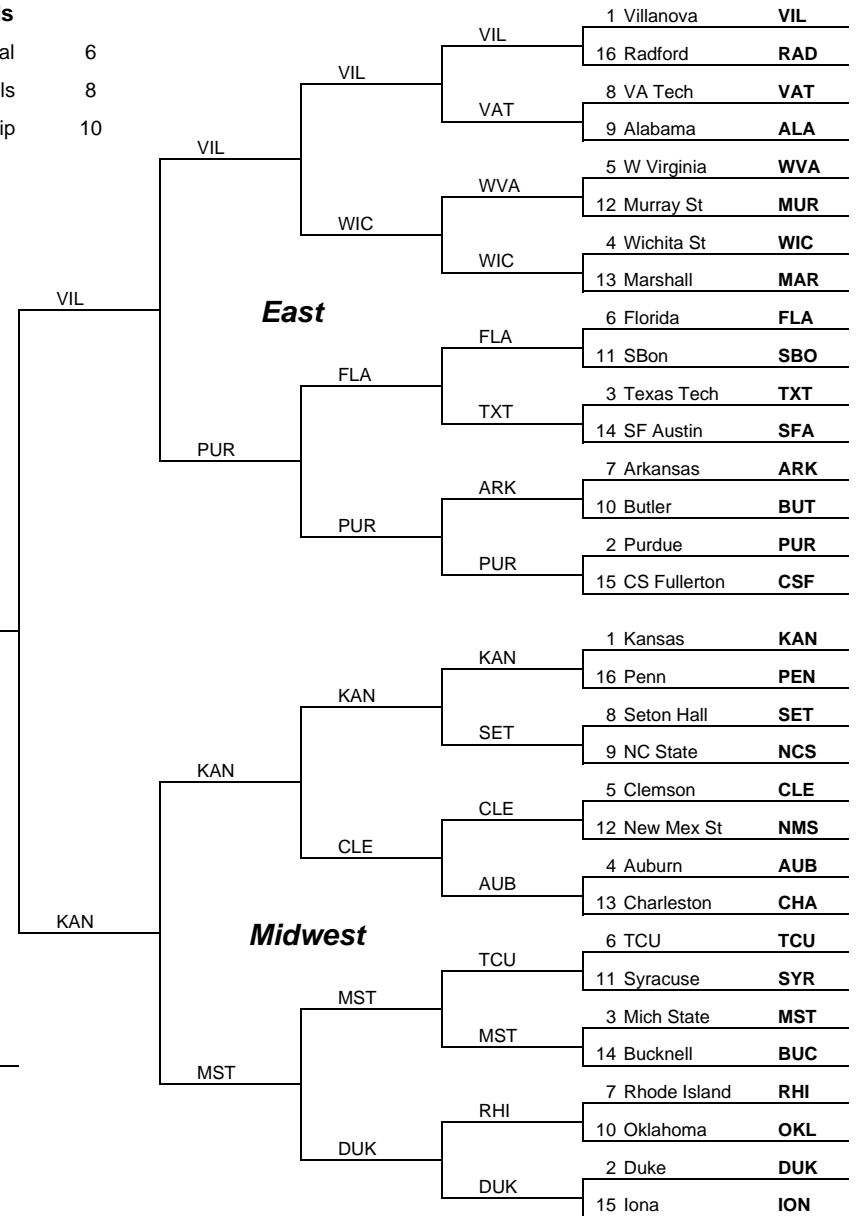 ls
al 6
ls 8
ip 10
1 Villanova VIL
VIL
16 Radford RAD
VIL
8 VA Tech VAT
VAT
9 Alabama ALA
VIL
5 W Virginia WVA
WVA
12 Murray St MUR
WIC
4 Wichita St WIC
WIC
13 Marshall MAR
VIL
East
6 Florida FLA
FLA
11 SBon SBO
FLA
3 Texas Tech TXT
TXT
14 SF Austin SFA
PUR
7 Arkansas ARK
ARK
10 Butler BUT
PUR
2 Purdue PUR
PUR
15 CS Fullerton CSF
1 Kansas KAN
KAN
16 Penn PEN
KAN
8 Seton Hall SET
SET
9 NC State NCS
KAN
5 Clemson CLE
CLE
12 New Mex St NMS
CLE
4 Auburn AUB
AUB
13 Charleston CHA
KAN
Midwest
6 TCU TCU
TCU
11 Syracuse SYR
MST
3 Mich State MST
MST
14 Bucknell BUC
MST
7 Rhode Island RHI
RHI
10 Oklahoma OKL
DUK
2 Duke DUK
DUK
15 Iona ION